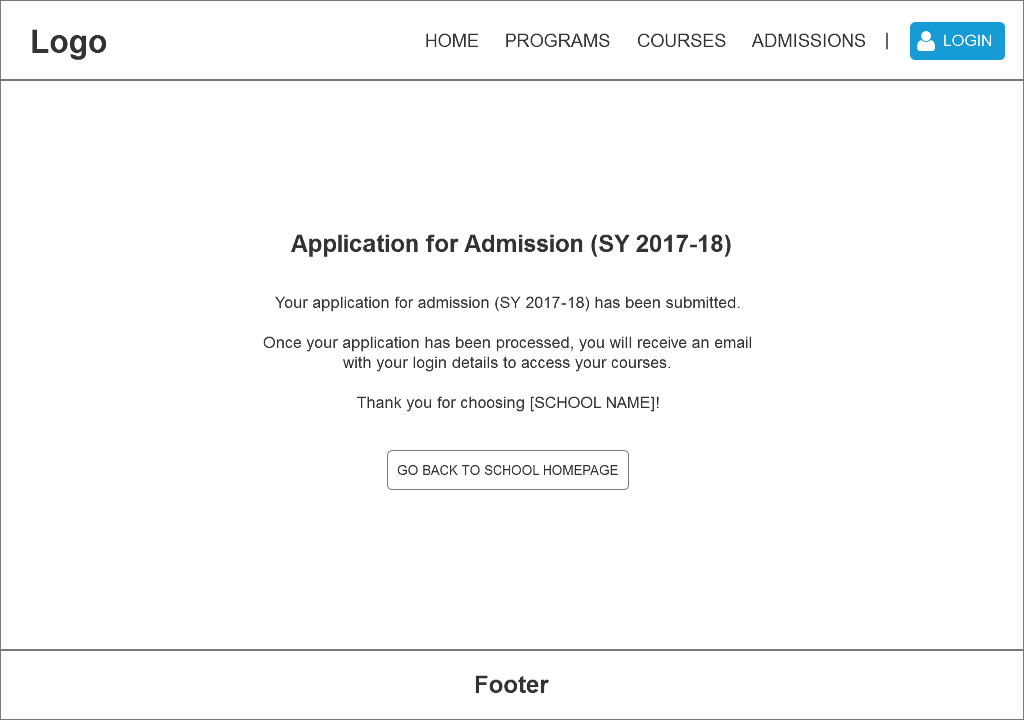 Logo
HOME PROGRAMS COURSES ADMISSIONS | LOGIN
Application for Admission (SY 2017-18)
Your application for admission (SY 2017-18) has been submitted.
Once your application has been processed, you will receive an email
with your login details to access your courses.
Thank you for choosing [SCHOOL NAME]!
GO BACK TO SCHOOL HOMEPAGE
Footer